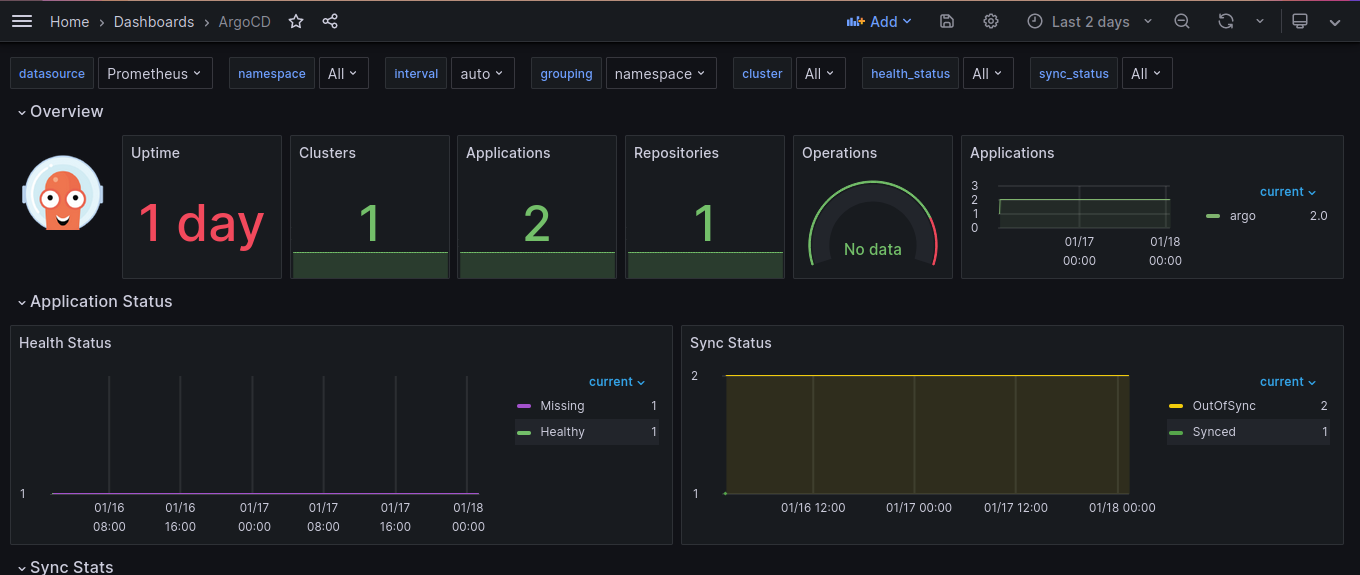 Home > Dashboards > ArgoCD Add Last 2 days
datasource Prometheus namespace All interval auto grouping namespace cluster All health_status All sync_status All
Overview
Uptime
1 day
Clusters
1
Applications
2
Repositories
1
Operations
No data
Applications
3
2
1
0
01/17 01/18
00:00 00:00
current
argo 2.0
Application Status
Health Status
1
01/16 01/16 01/17 01/17 01/17 01/18
08:00 16:00 00:00 08:00 16:00 00:00
current
Missing 1
Healthy 1
Sync Status
2
1
01/16 12:00 01/17 00:00 01/17 12:00 01/18 00:00
current
OutOfSync 2
Synced 1
Sync Stats